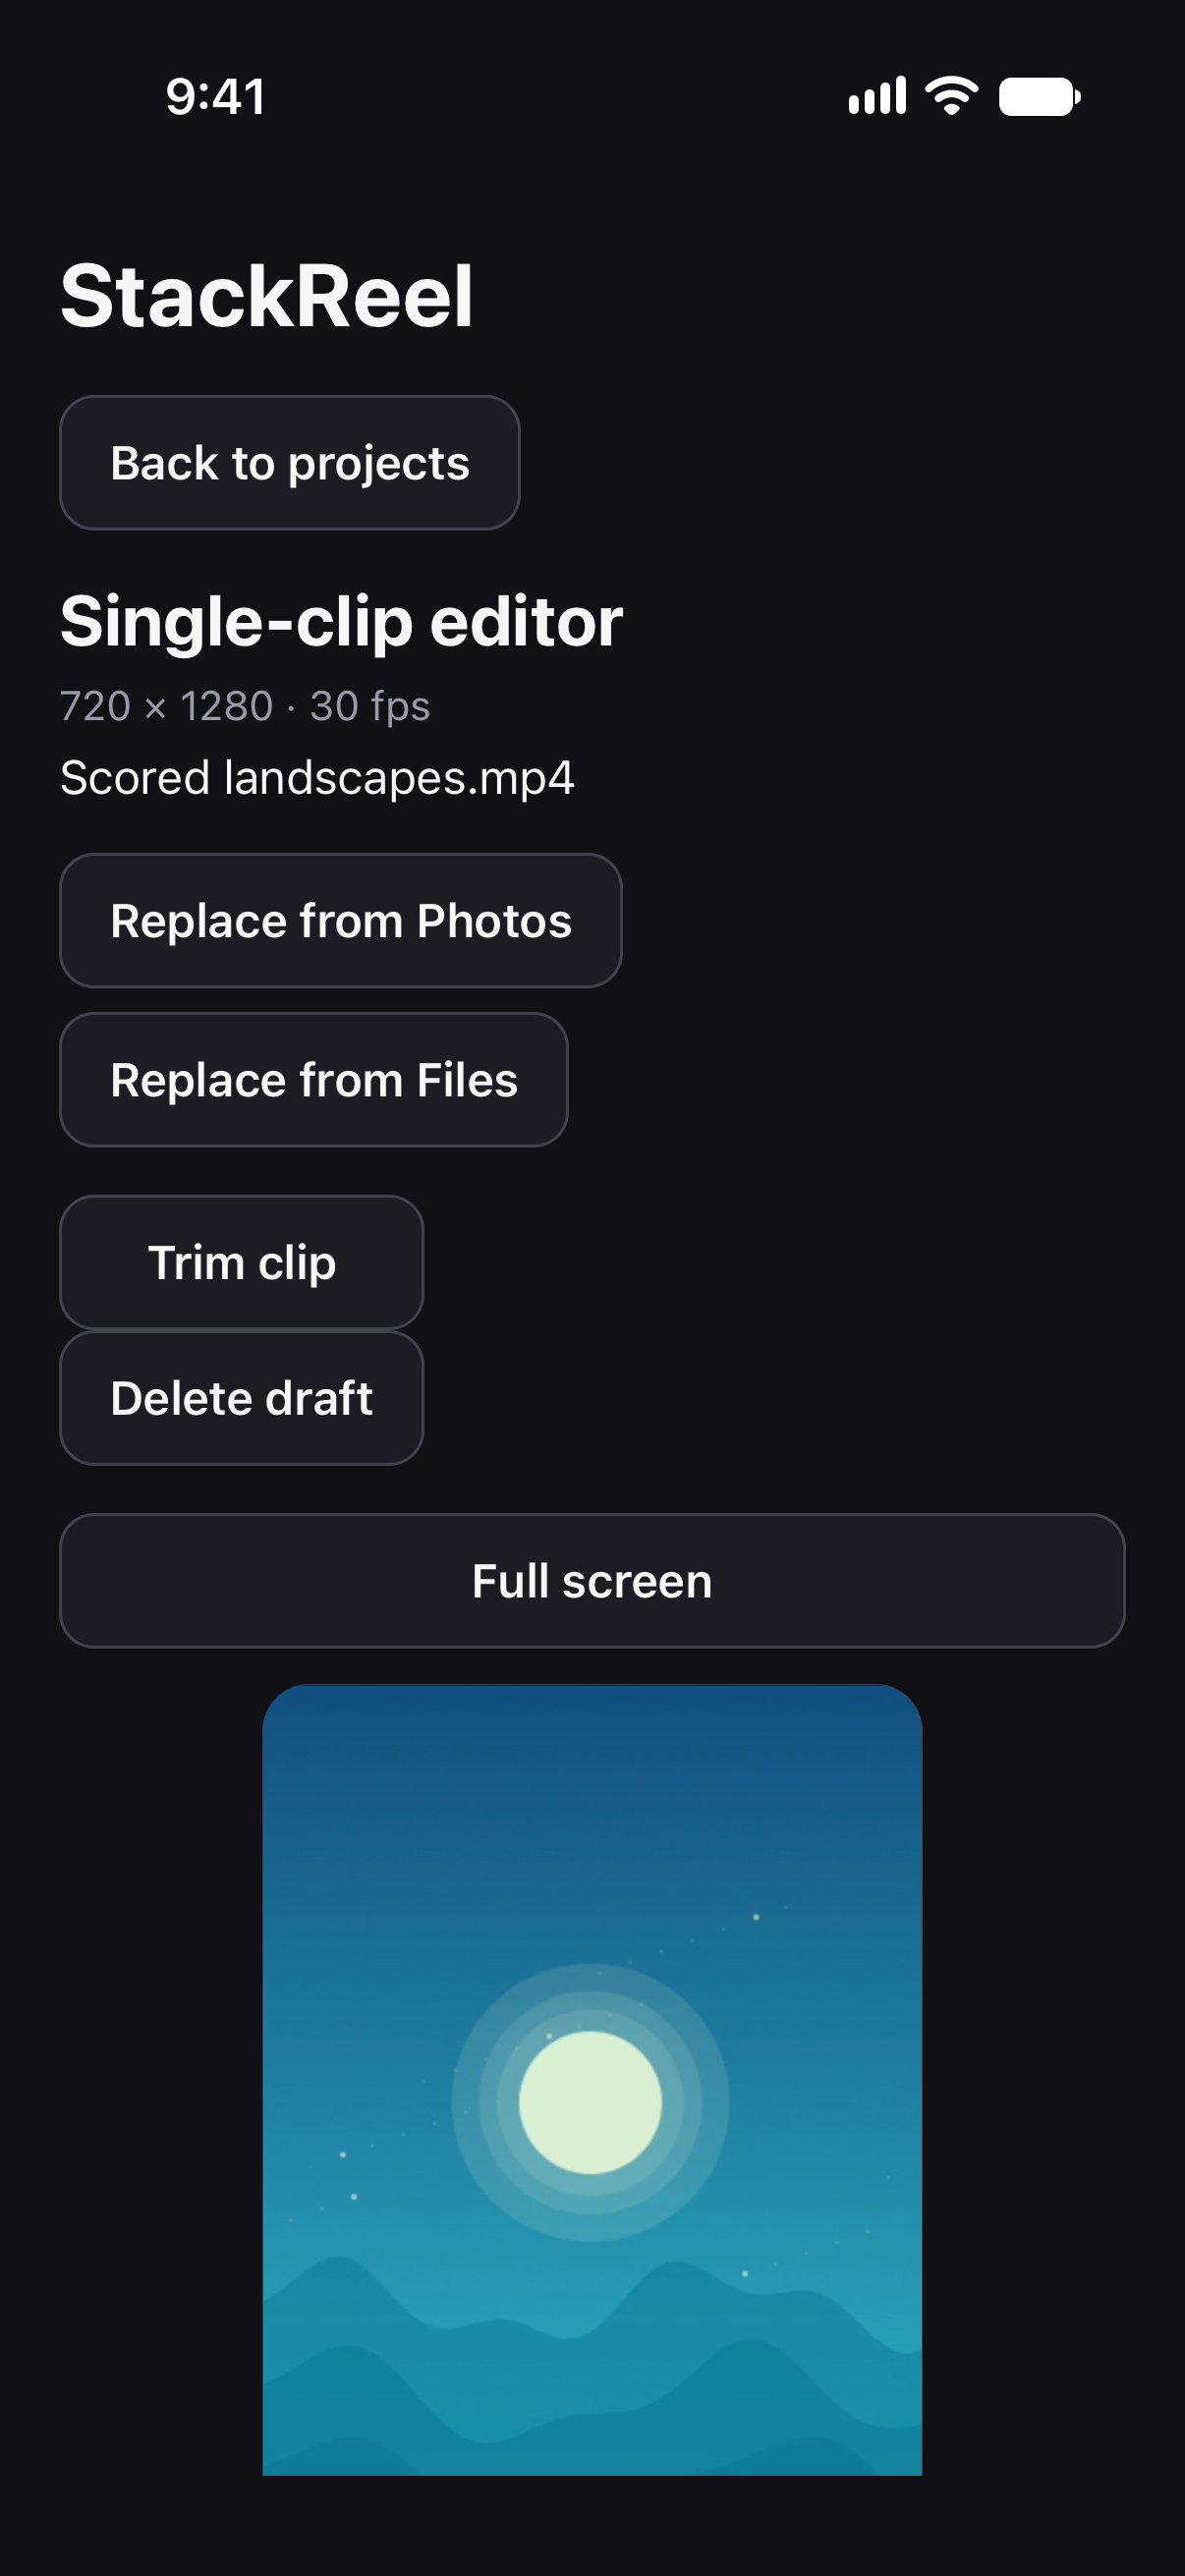 9:41
StackReel
Back to projects
Single-clip editor
720 × 1280 · 30 fps
Scored landscapes.mp4
Replace from Photos
Replace from Files
Trim clip
Delete draft
Full screen